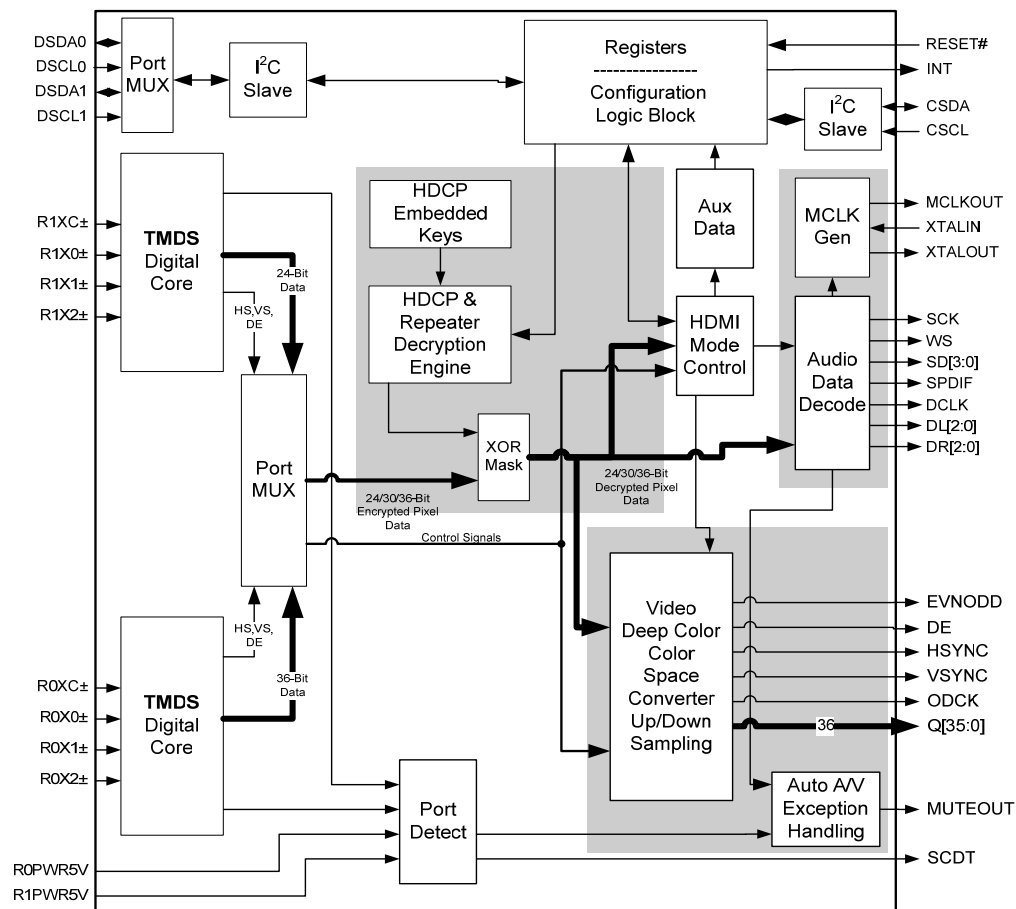 DSDA0
DSCL0
DSDA1
DSCL1
Port
MUX
I²C
Slave
Registers
----------------
Configuration
Logic Block
RESET#
INT
I²C
Slave
CSDA
CSCL
TMDS
Digital
Core
R1XC±
R1X0±
R1X1±
R1X2±
24-Bit
Data
HS,VS,
DE
HDCP
Embedded
Keys
HDCP &
Repeater
Decryption
Engine
Aux
Data
MCLK
Gen
MCLKOUT
XTALIN
XTALOUT
HDMI
Mode
Control
Audio
Data
Decode
SCK
WS
SD[3:0]
SPDIF
DCLK
DL[2:0]
DR[2:0]
XOR
Mask
Port
MUX
24/30/36-Bit
Encrypted Pixel
Data
24/30/36-Bit
Decrypted Pixel
Data
Control Signals
HS,VS,
DE
36-Bit
Data
TMDS
Digital
Core
R0XC±
R0X0±
R0X1±
R0X2±
Video
Deep Color
Color
Space
Converter
Up/Down
Sampling
EVNODD
DE
HSYNC
VSYNC
ODCK
36
Q[35:0]
Port
Detect
Auto A/V
Exception
Handling
MUTEOUT
SCDT
R0PWR5V
R1PWR5V